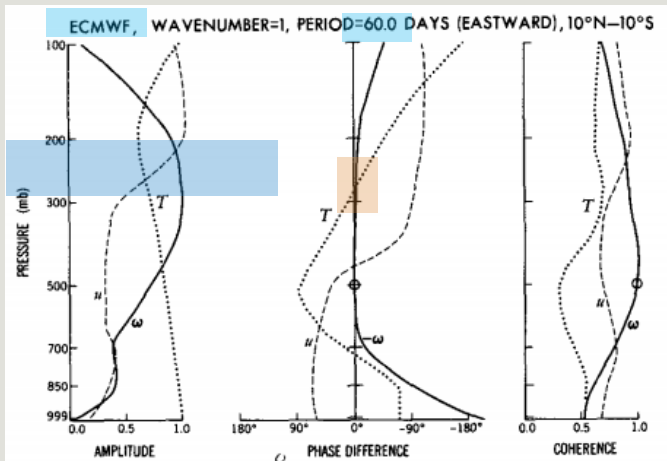 ECMWF, WAVENUMBER=1, PERIOD=60.0 DAYS (EASTWARD), 10°N–10°S
100
200
300
500
700
850
999
PRESSURE (mb)
T
u
ω
0.0 0.5 1.0
AMPLITUDE
T
u
-ω
180° 90° 0° -90° -180°
PHASE DIFFERENCE
T
u
ω
0.0 0.5 1.0
COHERENCE